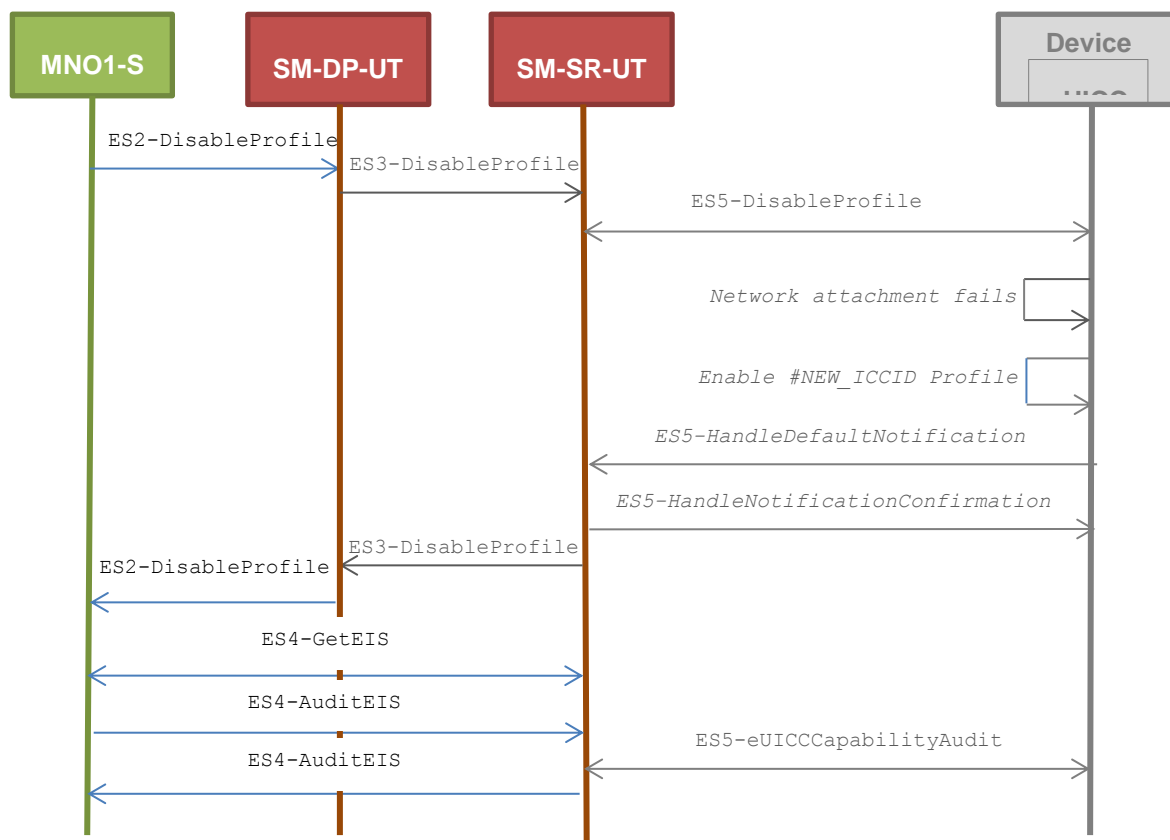 MNO1-S
SM-DP-UT
SM-SR-UT
Device
ES2-DisableProfile
ES3-DisableProfile
ES5-DisableProfile
Network attachment fails
Enable #NEW_ICCID Profile
ES5-HandleDefaultNotification
ES5-HandleNotificationConfirmation
ES3-DisableProfile
ES2-DisableProfile
ES4-GetEIS
ES4-AuditEIS
ES5-eUICCCapabilityAudit
ES4-AuditEIS